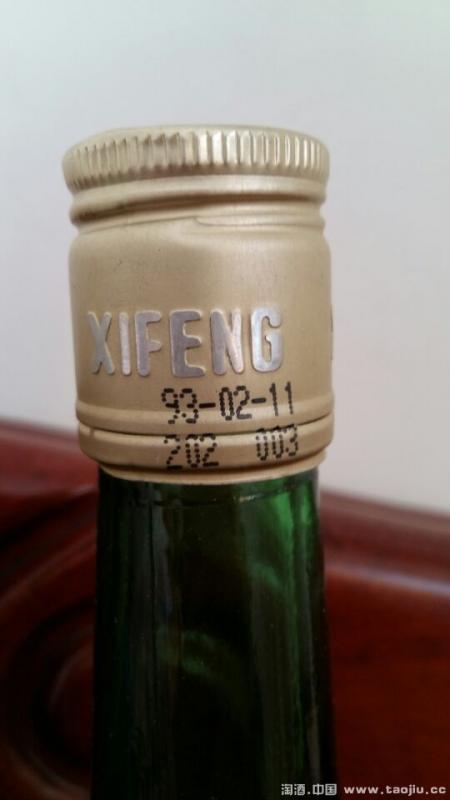 XIFENG
93-02-11
202 003
淘酒.中国 www.taojiu.cc